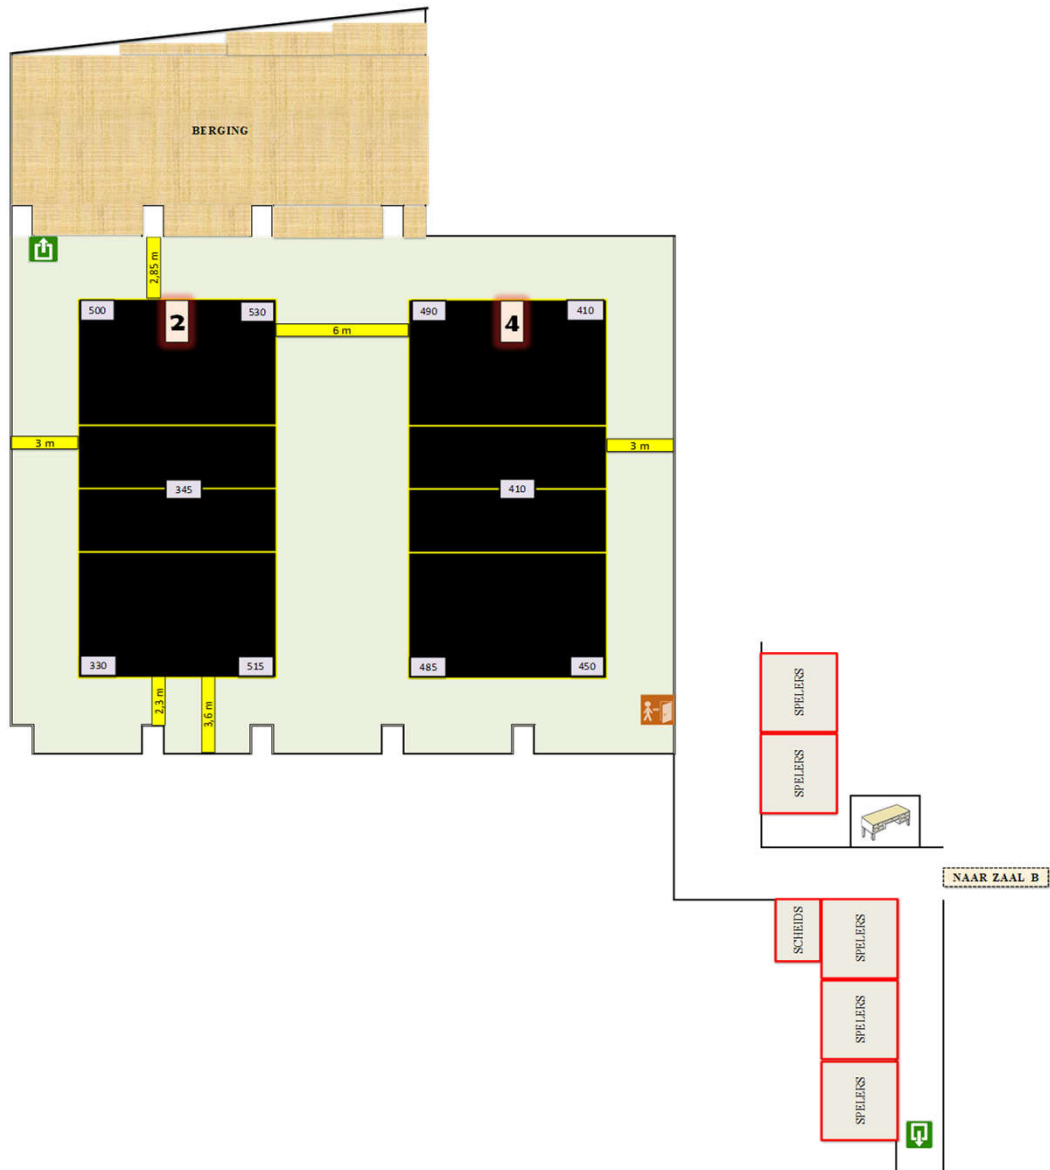 BERGING
2,85 m
500
2
530
490
4
410
6 m
3 m
3 m
345
410
330
515
485
450
2,3 m
3,6 m
SPELERS
SPELERS
NAAR ZAAL B
SCHEIDS
SPELERS
SPELERS
SPELERS